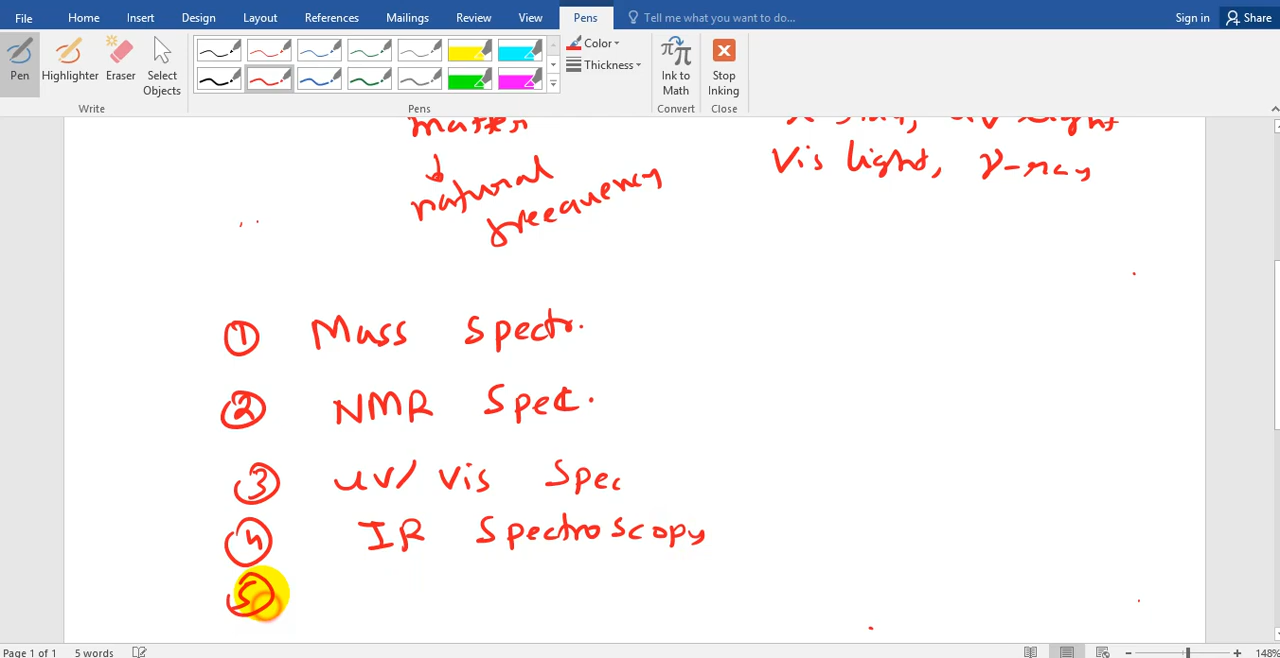 File Home Insert Design Layout References Mailings Review View Pens Tell me what you want to do... Sign in Share
Pen Highlighter Eraser Select Objects Color Thickness Ink to Math Stop Inking
Write Pens Convert Close
matter
light
Vis light, γ-ray
natural
freequency
① Mass Spectr.
② NMR Spec.
③ UV/ Vis Spec
④ IR Spectroscopy
⑤
Page 1 of 1 5 words 148%